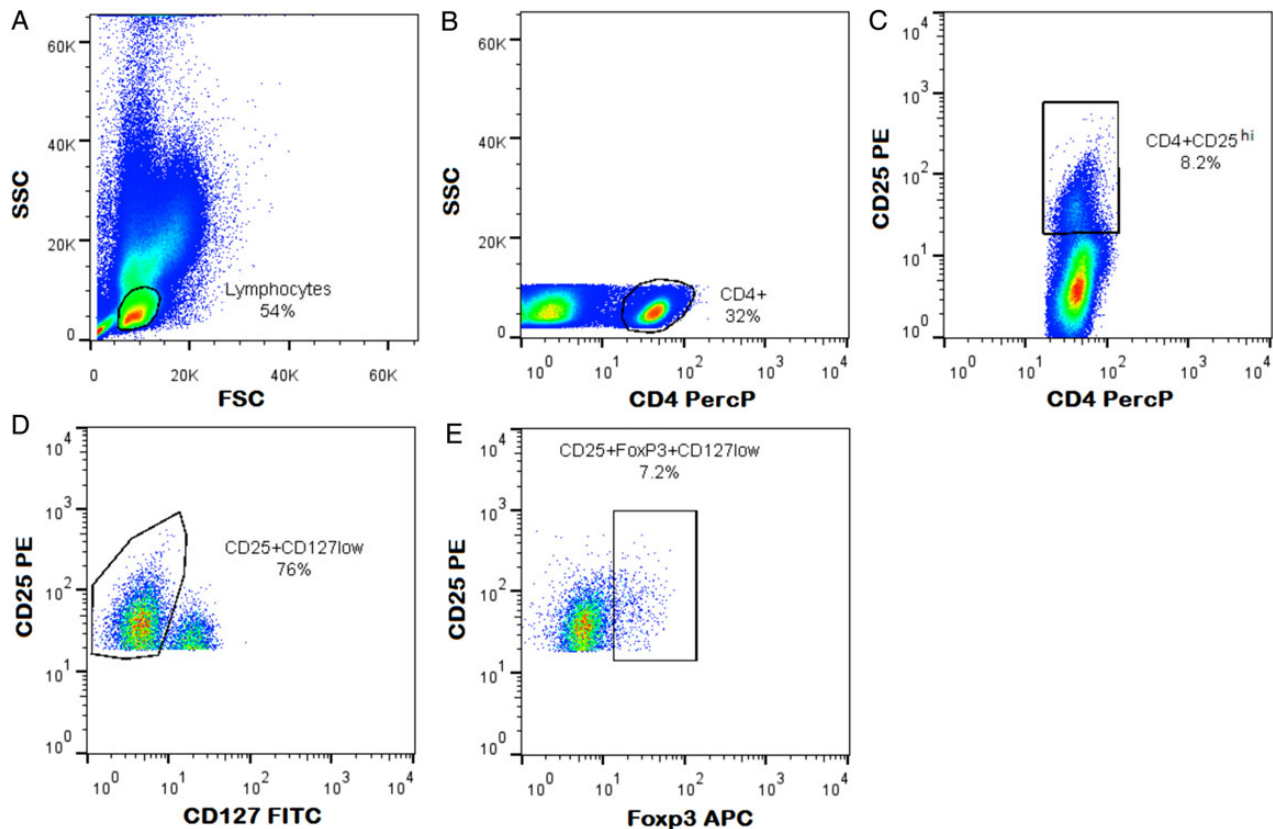 A
SSC
60K
40K
20K
0
Lymphocytes
54%
0 20K 40K 60K
FSC
B
SSC
60K
40K
20K
0
CD4+
32%
10^0 10^1 10^2 10^3 10^4
CD4 PercP
C
CD25 PE
10^4
10^3
10^2
10^1
10^0
CD4+CD25^hi
8.2%
10^0 10^1 10^2 10^3 10^4
CD4 PercP
D
CD25 PE
10^4
10^3
10^2
10^1
10^0
CD25+CD127low
76%
10^0 10^1 10^2 10^3 10^4
CD127 FITC
E
CD25 PE
10^4
10^3
10^2
10^1
10^0
CD25+FoxP3+CD127low
7.2%
10^0 10^1 10^2 10^3 10^4
Foxp3 APC